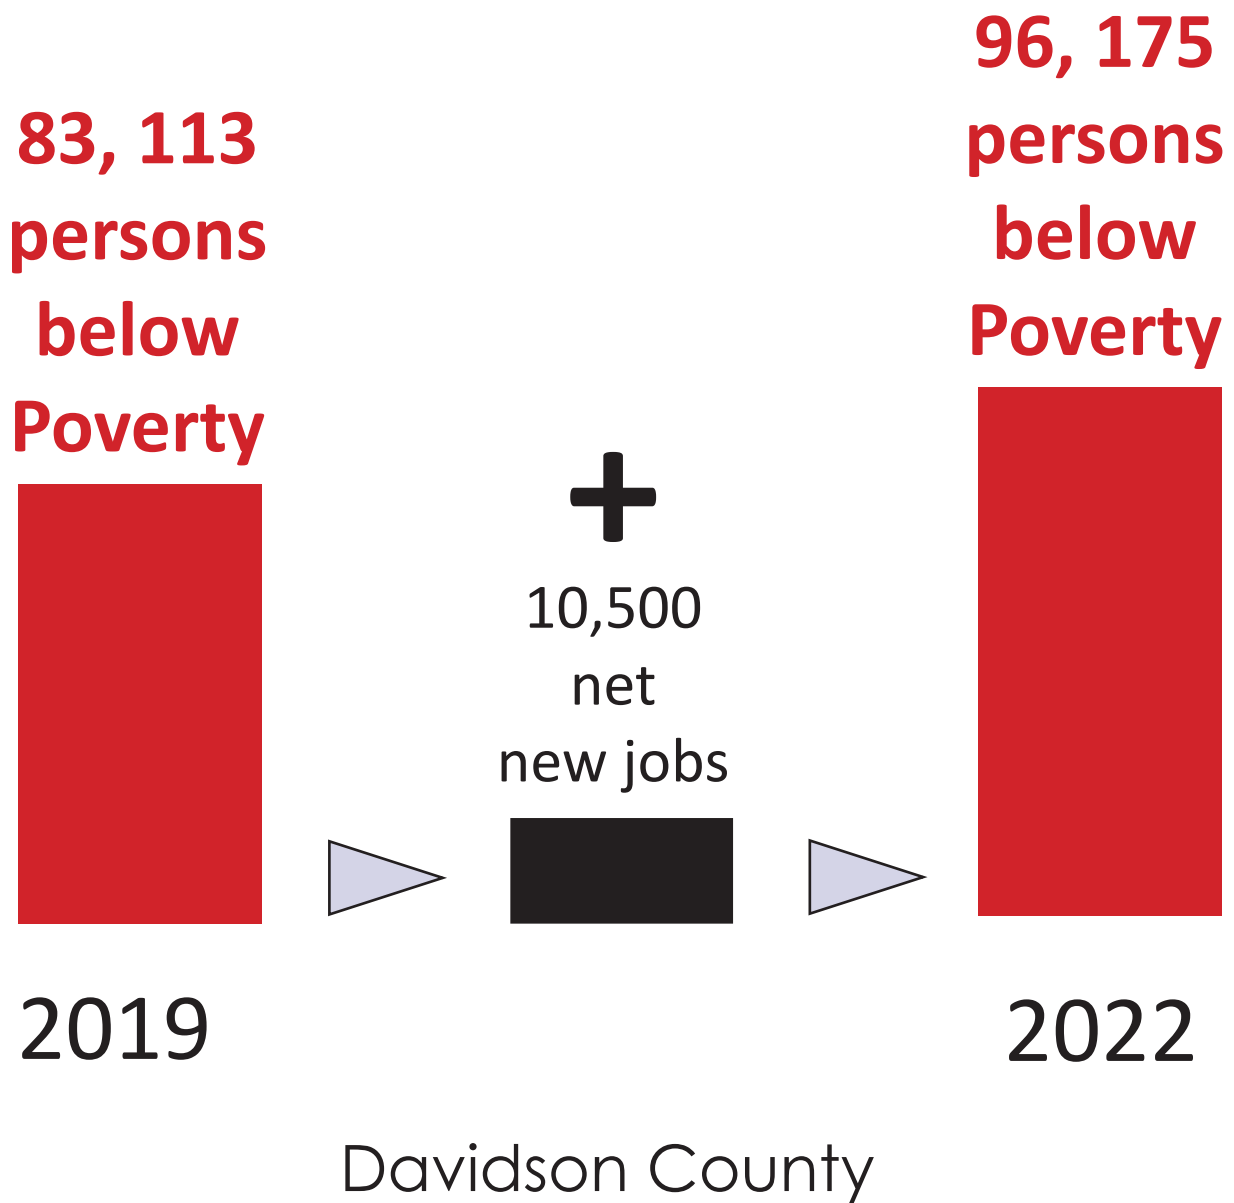 83, 113
persons
below
Poverty
+
10,500
net
new jobs
96, 175
persons
below
Poverty
2019
2022
Davidson County